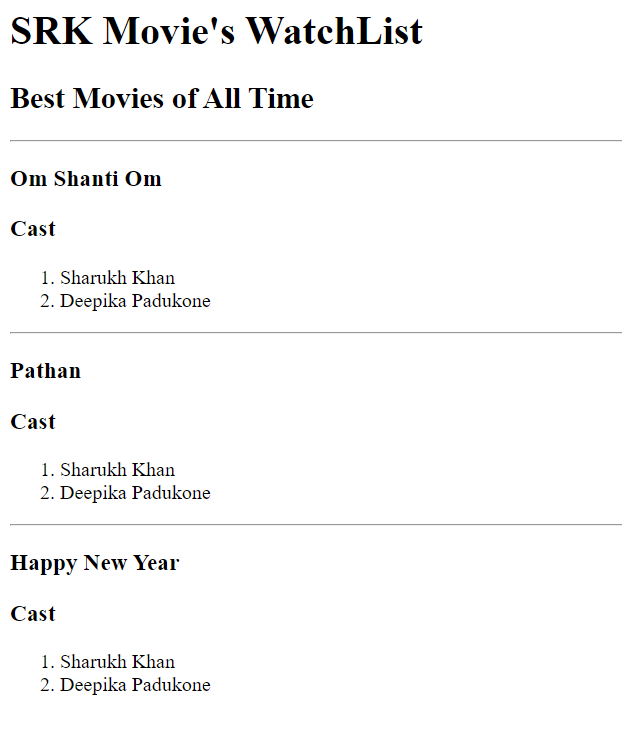 SRK Movie's WatchList
Best Movies of All Time
Om Shanti Om
Cast
1. Sharukh Khan
2. Deepika Padukone
Pathan
Cast
1. Sharukh Khan
2. Deepika Padukone
Happy New Year
Cast
1. Sharukh Khan
2. Deepika Padukone